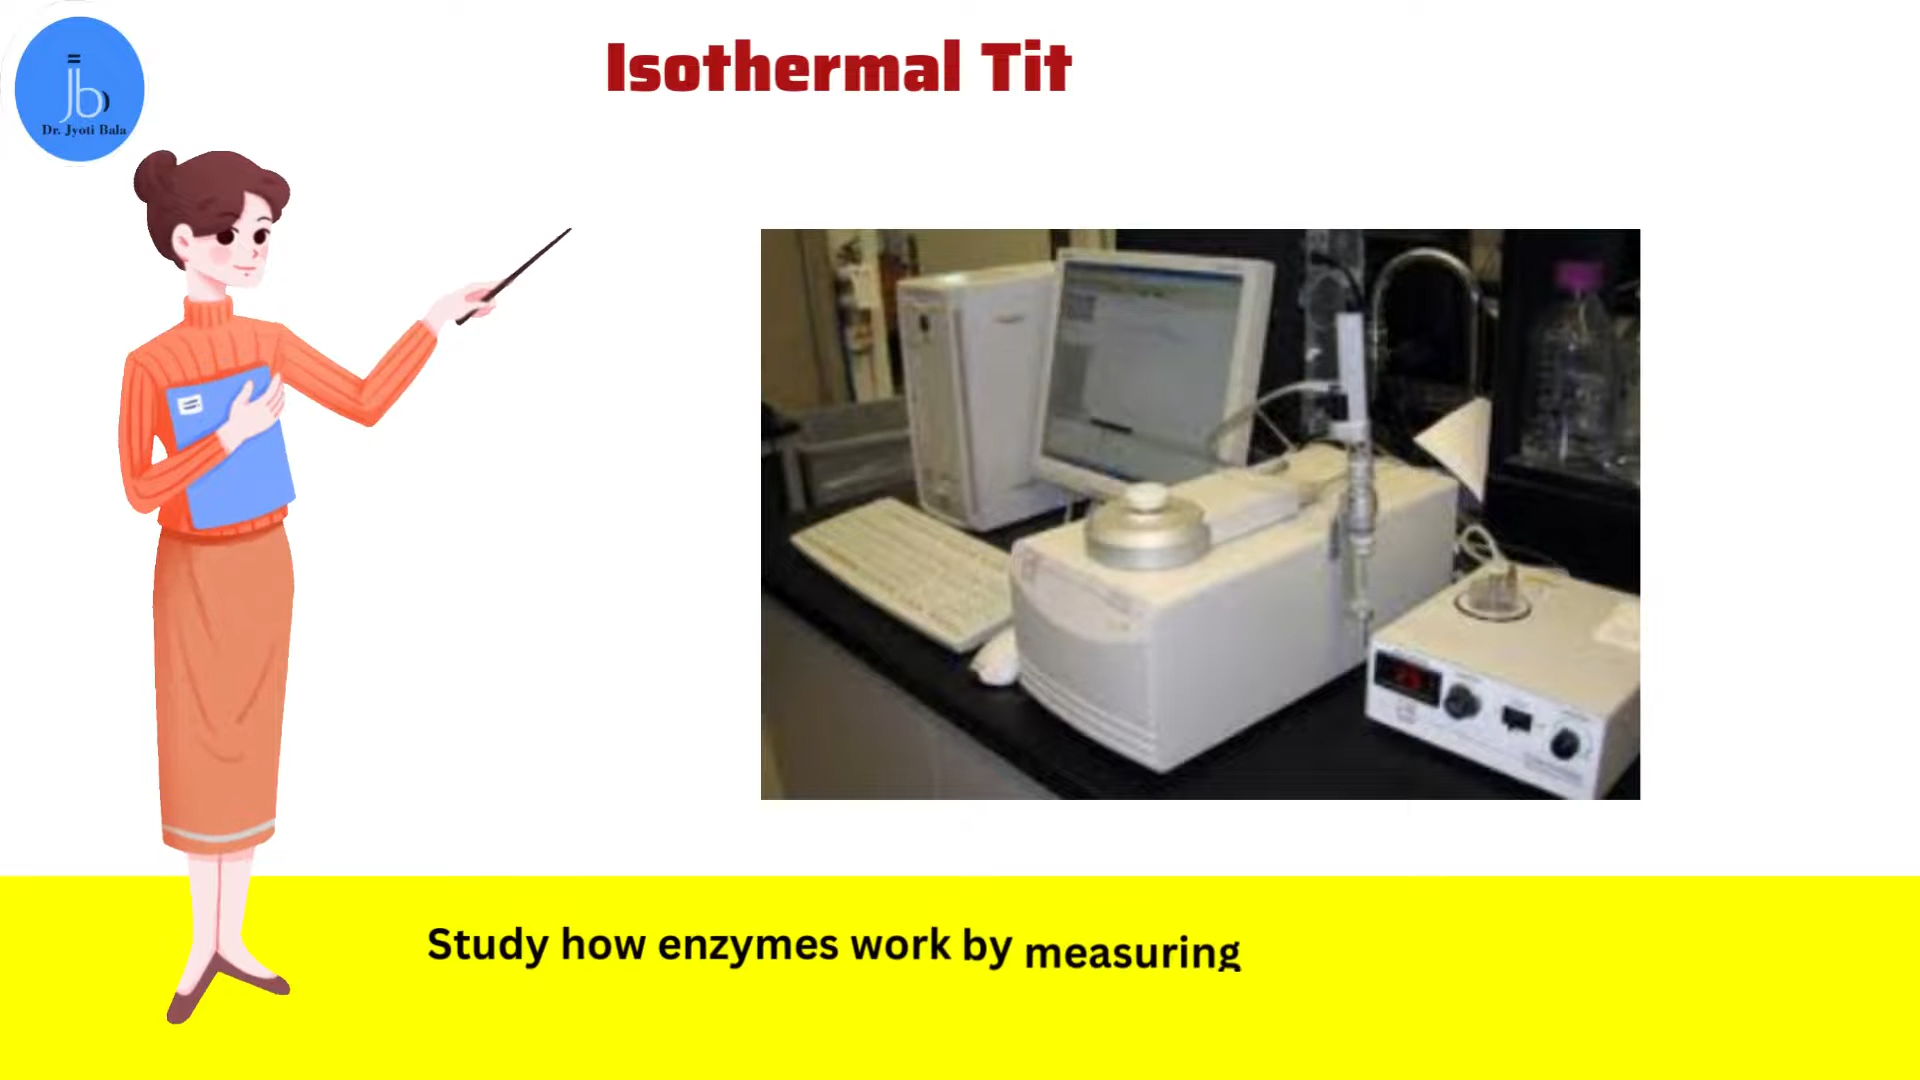 Isothermal Tit
Dr. Jyoti Bala
Study how enzymes work by measuring